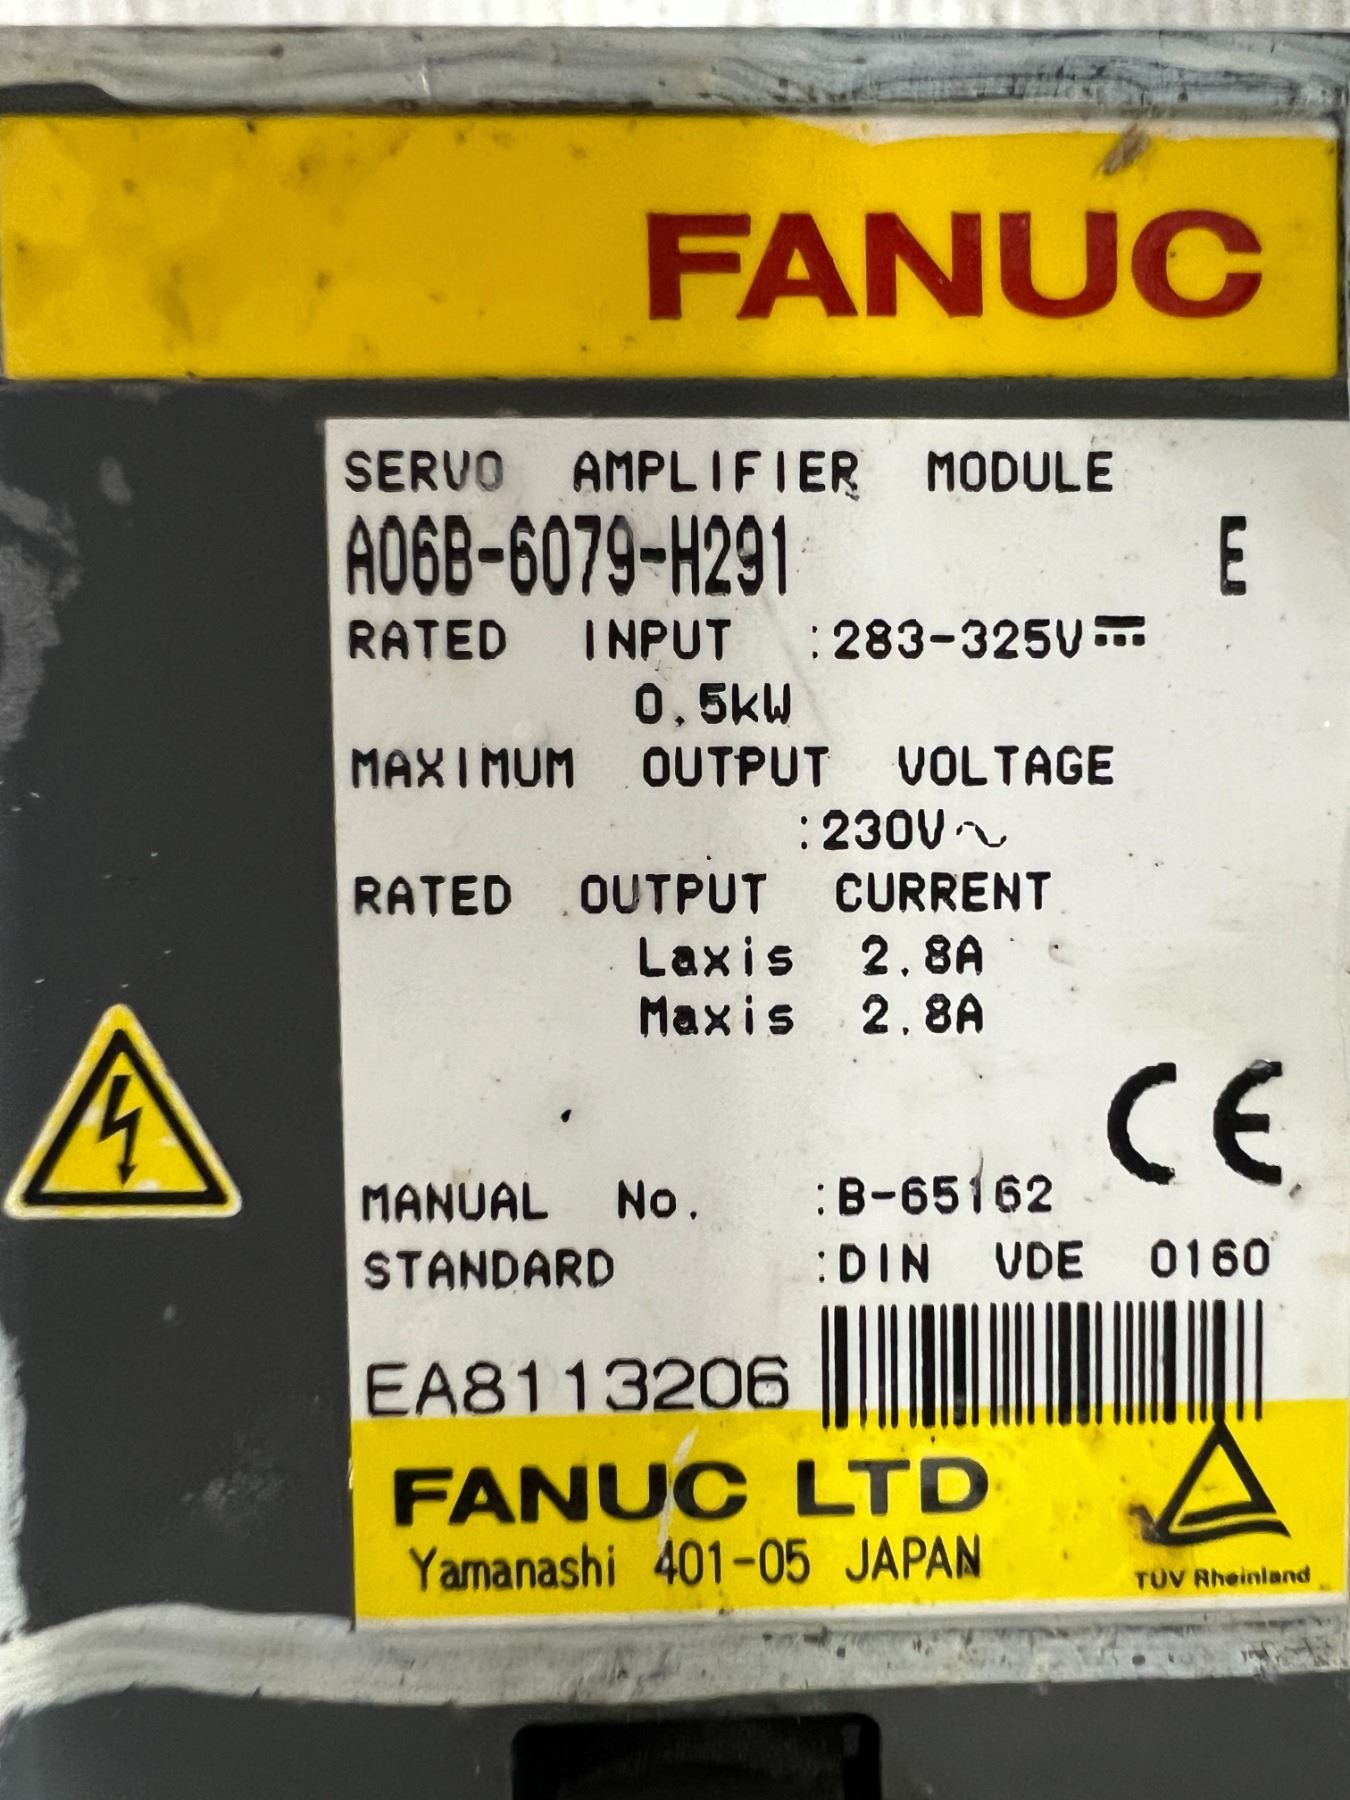 FANUC
SERVO AMPLIFIER MODULE
A06B-6079-H291 E
RATED INPUT :283-325V⎓
0.5kW
MAXIMUM OUTPUT VOLTAGE
:230V~
RATED OUTPUT CURRENT
Laxis 2.8A
Maxis 2.8A
CE
MANUAL No. :B-65162
STANDARD :DIN VDE 0160
EA8113206
FANUC LTD
Yamanashi 401-05 JAPAN
TÜV Rheinland